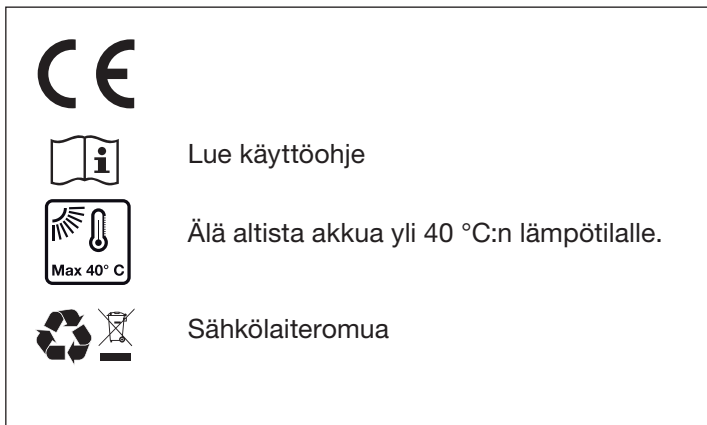 CE
Lue käyttöohje
Max 40° C
Älä altista akkua yli 40 °C:n lämpötilalle.
Sähkölaiteromua